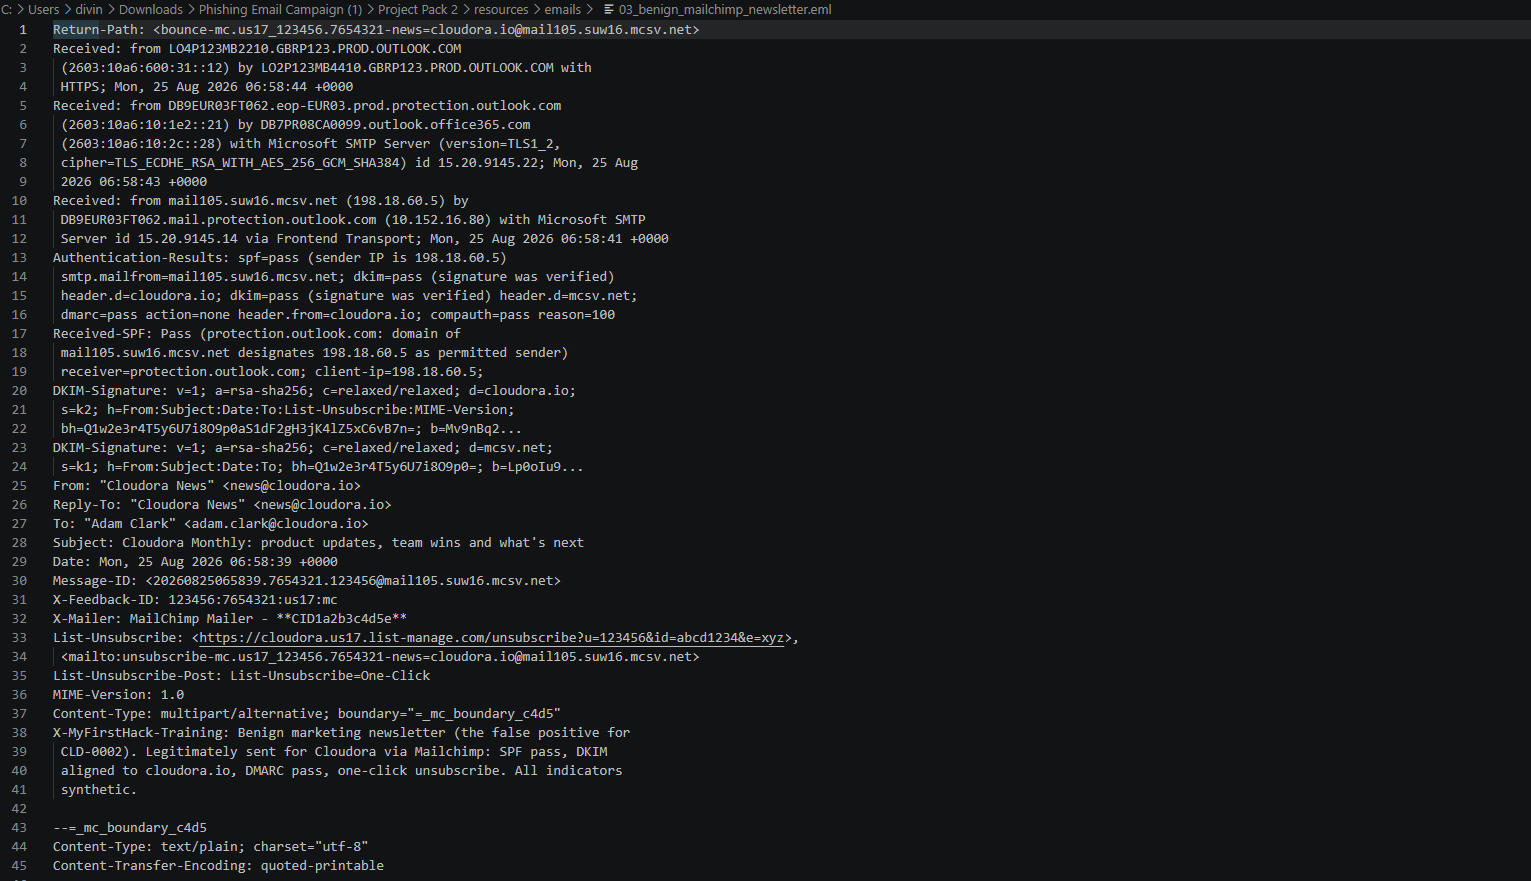 C: > Users > divin > Downloads > Phishing Email Campaign (1) > Project Pack 2 > resources > emails > 03_benign_mailchimp_newsletter.eml
1 Return-Path: <bounce-mc.us17_123456.7654321-news=cloudora.io@mail105.suw16.mcsv.net>
2 Received: from LO4P123MB2210.GBRP123.PROD.OUTLOOK.COM
3 (2603:10a6:600:31::12) by LO2P123MB4410.GBRP123.PROD.OUTLOOK.COM with
4 HTTPS; Mon, 25 Aug 2026 06:58:44 +0000
5 Received: from DB9EUR03FT062.eop-EUR03.prod.protection.outlook.com
6 (2603:10a6:10:1e2::21) by DB7PR08CA0099.outlook.office365.com
7 (2603:10a6:10:2c::28) with Microsoft SMTP Server (version=TLS1_2,
8 cipher=TLS_ECDHE_RSA_WITH_AES_256_GCM_SHA384) id 15.20.9145.22; Mon, 25 Aug
9 2026 06:58:43 +0000
10 Received: from mail105.suw16.mcsv.net (198.18.60.5) by
11 DB9EUR03FT062.mail.protection.outlook.com (10.152.16.80) with Microsoft SMTP
12 Server id 15.20.9145.14 via Frontend Transport; Mon, 25 Aug 2026 06:58:41 +0000
13 Authentication-Results: spf=pass (sender IP is 198.18.60.5)
14 smtp.mailfrom=mail105.suw16.mcsv.net; dkim=pass (signature was verified)
15 header.d=cloudora.io; dkim=pass (signature was verified) header.d=mcsv.net;
16 dmarc=pass action=none header.from=cloudora.io; compauth=pass reason=100
17 Received-SPF: Pass (protection.outlook.com: domain of
18 mail105.suw16.mcsv.net designates 198.18.60.5 as permitted sender)
19 receiver=protection.outlook.com; client-ip=198.18.60.5;
20 DKIM-Signature: v=1; a=rsa-sha256; c=relaxed/relaxed; d=cloudora.io;
21 s=k2; h=From:Subject:Date:To:List-Unsubscribe:MIME-Version;
22 bh=Q1w2e3r4T5y6U7i8O9p0aS1dF2gH3jK4lZ5xC6vB7n=; b=Mv9nBq2...
23 DKIM-Signature: v=1; a=rsa-sha256; c=relaxed/relaxed; d=mcsv.net;
24 s=k1; h=From:Subject:Date:To; bh=Q1w2e3r4T5y6U7i8O9p0=; b=Lp0oIu9...
25 From: "Cloudora News" <news@cloudora.io>
26 Reply-To: "Cloudora News" <news@cloudora.io>
27 To: "Adam Clark" <adam.clark@cloudora.io>
28 Subject: Cloudora Monthly: product updates, team wins and what's next
29 Date: Mon, 25 Aug 2026 06:58:39 +0000
30 Message-ID: <20260825065839.7654321.123456@mail105.suw16.mcsv.net>
31 X-Feedback-ID: 123456:7654321:us17:mc
32 X-Mailer: MailChimp Mailer - **CID1a2b3c4d5e**
33 List-Unsubscribe: <https://cloudora.us17.list-manage.com/unsubscribe?u=123456&id=abcd1234&e=xyz>,
34 <mailto:unsubscribe-mc.us17_123456.7654321-news=cloudora.io@mail105.suw16.mcsv.net>
35 List-Unsubscribe-Post: List-Unsubscribe=One-Click
36 MIME-Version: 1.0
37 Content-Type: multipart/alternative; boundary="=_mc_boundary_c4d5"
38 X-MyFirstHack-Training: Benign marketing newsletter (the false positive for
39 CLD-0002). Legitimately sent for Cloudora via Mailchimp: SPF pass, DKIM
40 aligned to cloudora.io, DMARC pass, one-click unsubscribe. All indicators
41 synthetic.
42
43 --=_mc_boundary_c4d5
44 Content-Type: text/plain; charset="utf-8"
45 Content-Transfer-Encoding: quoted-printable